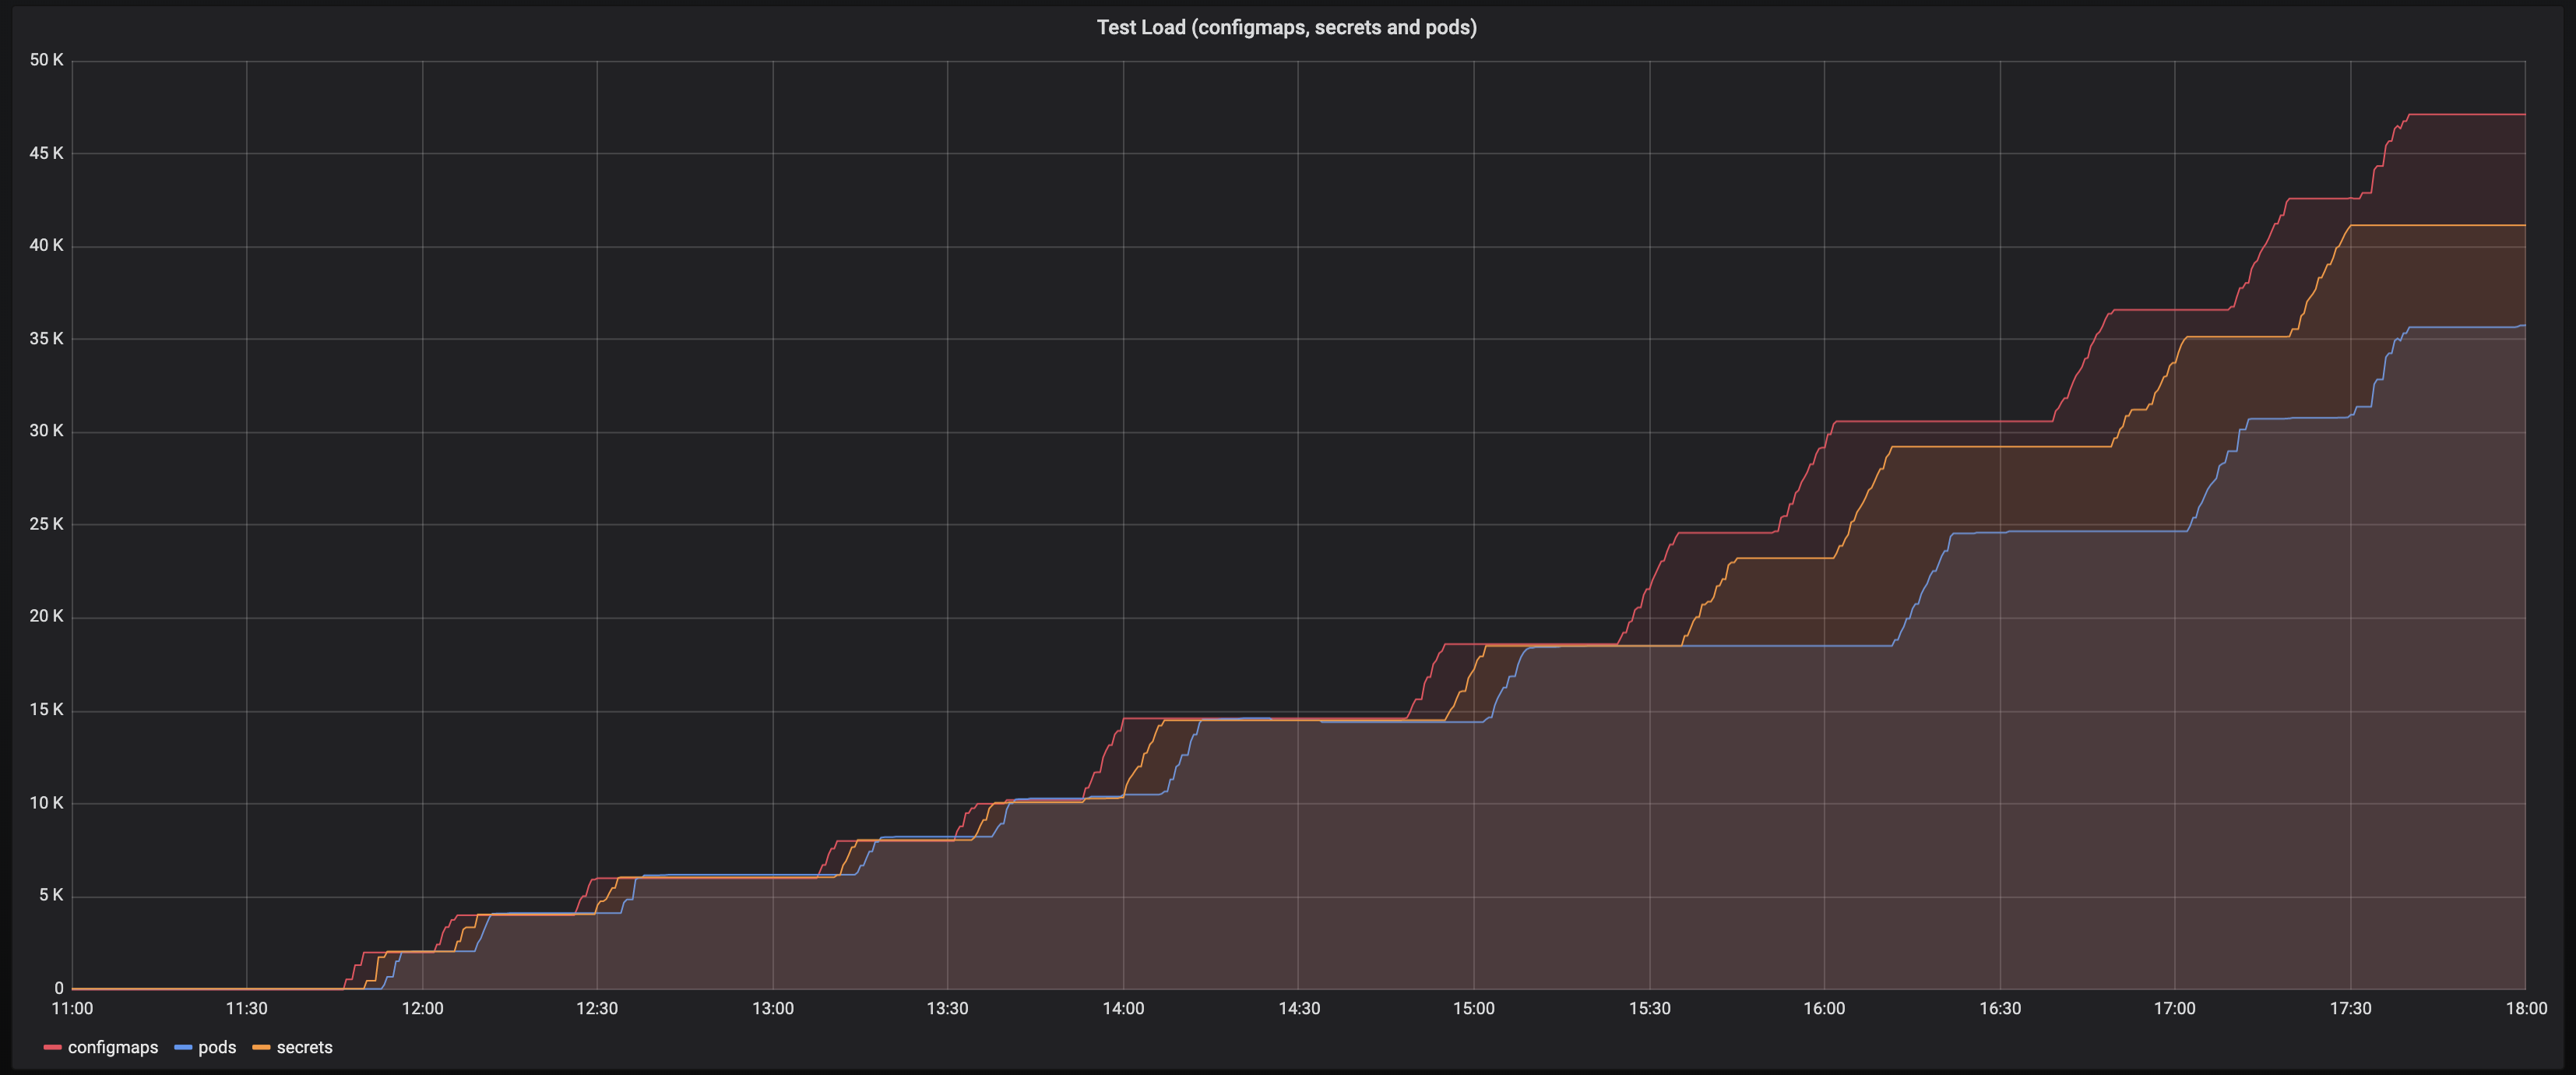 Test Load (configmaps, secrets and pods)
50 K
45 K
40 K
35 K
30 K
25 K
20 K
15 K
10 K
5 K
0
11:00 11:30 12:00 12:30 13:00 13:30 14:00 14:30 15:00 15:30 16:00 16:30 17:00 17:30 18:00
configmaps pods secrets